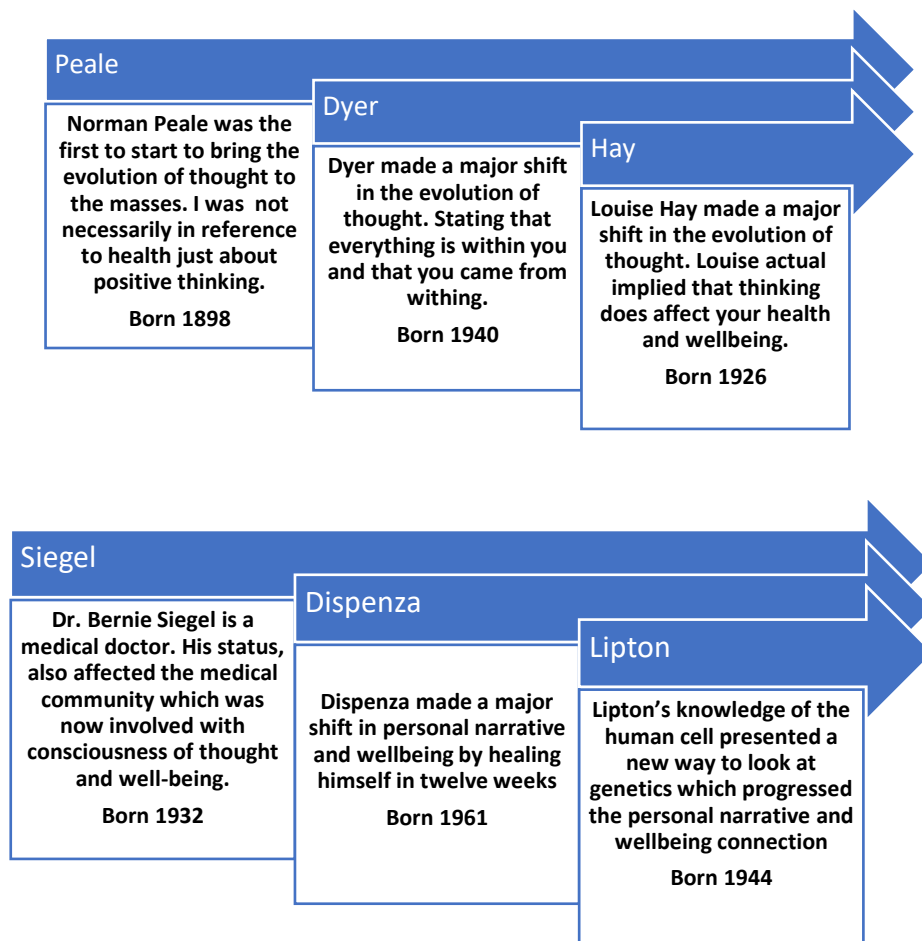 Peale
Norman Peale was the
first to start to bring the
evolution of thought to
the masses. I was  not
necessarily in reference
to health just about
positive thinking.
Born 1898
Dyer
Dyer made a major shift
in the evolution of
thought. Stating that
everything is within you
and that you came from
withing.
Born 1940
Hay
Louise Hay made a major
shift in the evolution of
thought. Louise actual
implied that thinking
does affect your health
and wellbeing.
Born 1926
Siegel
Dr. Bernie Siegel is a
medical doctor. His status,
also affected the medical
community which was
now involved with
consciousness of thought
and well-being.
Born 1932
Dispenza
Dispenza made a major
shift in personal narrative
and wellbeing by healing
himself in twelve weeks
Born 1961
Lipton
Lipton’s knowledge of the
human cell presented a
new way to look at
genetics which progressed
the personal narrative and
wellbeing connection
Born 1944